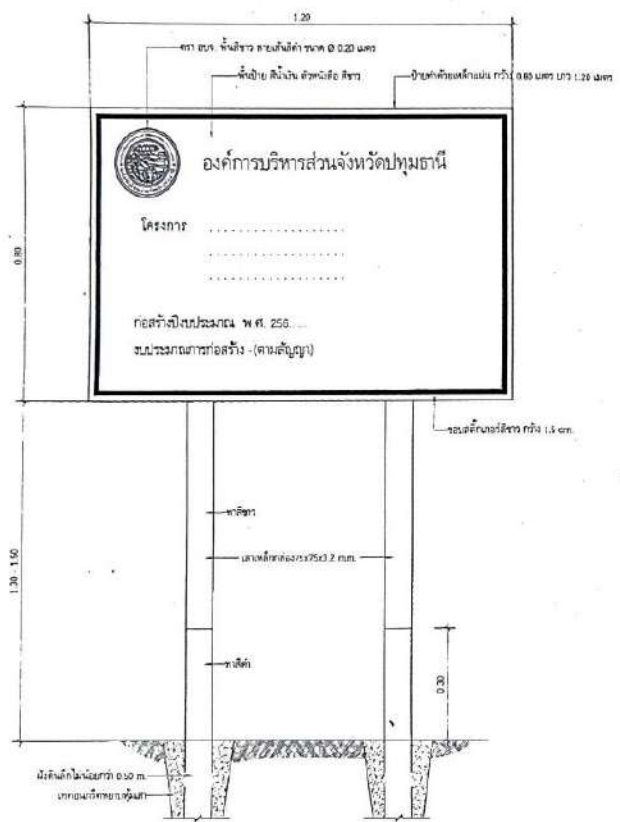 1.20
ตรา อบจ. พื้นสีขาว ลายเส้นสีดำ ขนาด Ø 0.20 เมตร
พื้นป้าย สีน้ำเงิน ตัวหนังสือ สีขาว
ป้ายทำด้วยเหล็กแผ่น กว้าง 0.80 เมตร ยาว 1.20 เมตร
องค์การบริหารส่วนจังหวัดปทุมธานี
โครงการ ....................
....................
....................
0.80
ก่อสร้างปีงบประมาณ พ.ศ. 256.....
งบประมาณการก่อสร้าง -(ตามสัญญา)
ขอบสติ๊กเกอร์สีขาว กว้าง 1.5 cm.
ทาสีขาว
เสาเหล็กกล่อง75x75x3.2 mm.
1.00 - 1.50
ทาสีดำ
0.30
ฝังดินลึกไม่น้อยกว่า 0.50 m.
เทคอนกรีตหยาบหุ้มเสา